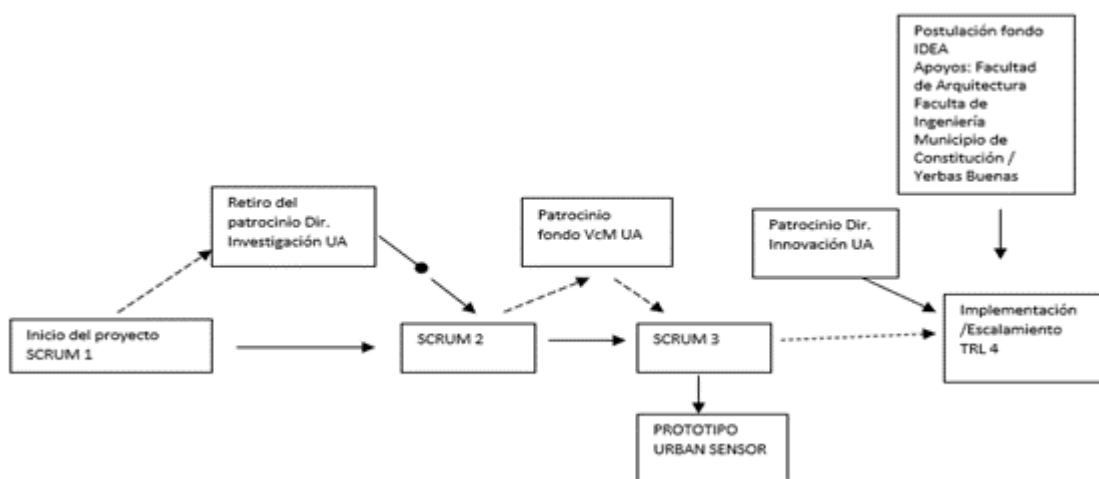 Postulación fondo
IDEA
Apoyos: Facultad
de Arquitectura
Faculta de
Ingeniería
Municipio de
Constitución /
Yerbas Buenas
Retiro del
patrocinio Dir.
Investigación UA
Patrocinio
fondo VcM UA
Patrocinio Dir.
Innovación UA
Inicio del proyecto
SCRUM 1
SCRUM 2
SCRUM 3
Implementación
/Escalamiento
TRL 4
PROTOTIPO
URBAN SENSOR